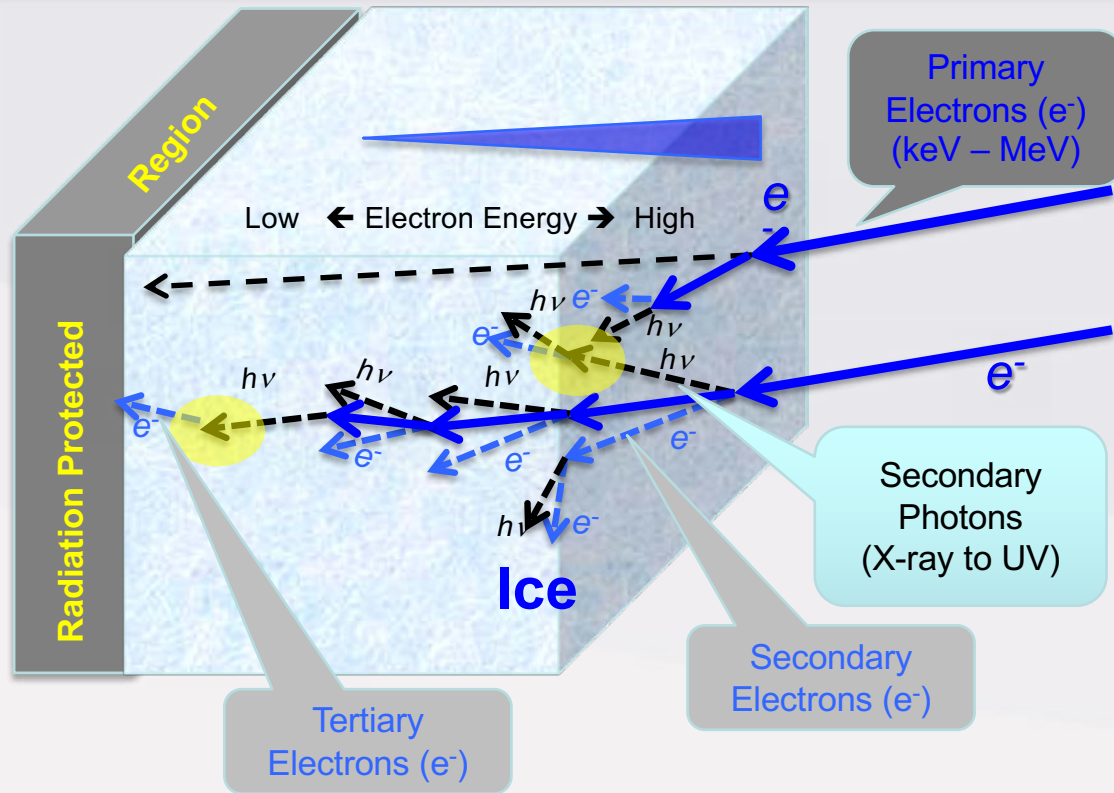 Primary
Electrons (e-)
(keV – MeV)
Region
Low ← Electron Energy → High
e
-
hν
e-
hν
e-
hν
e-
hν
hν
hν
e-
e-
e-
e-
hν
e-
Ice
Radiation Protected
Secondary
Photons
(X-ray to UV)
Secondary
Electrons (e-)
Tertiary
Electrons (e-)